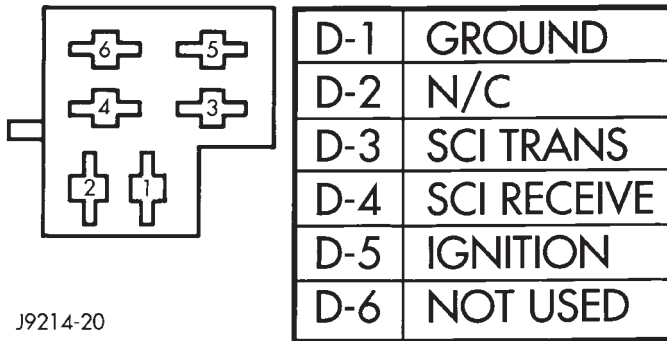 6 5
4 3
2 1
J9214-20
D-1 GROUND
D-2 N/C
D-3 SCI TRANS
D-4 SCI RECEIVE
D-5 IGNITION
D-6 NOT USED